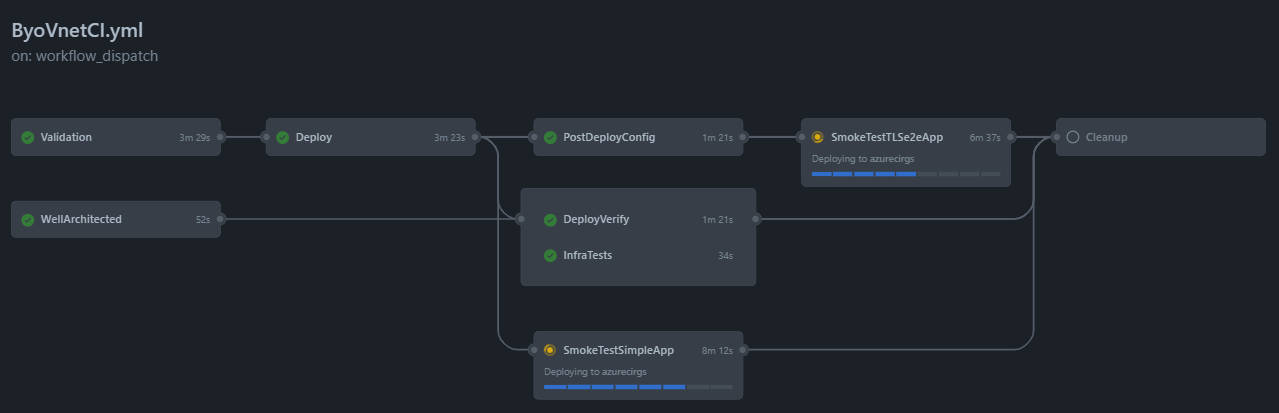 ByoVnetCI.yml
on: workflow_dispatch
Validation 3m 29s
Deploy 3m 23s
PostDeployConfig 1m 21s
SmokeTestTLSe2eApp 6m 37s
Deploying to azurecirgs
Cleanup
WellArchitected 52s
DeployVerify 1m 21s
InfraTests 34s
SmokeTestSimpleApp 8m 12s
Deploying to azurecirgs